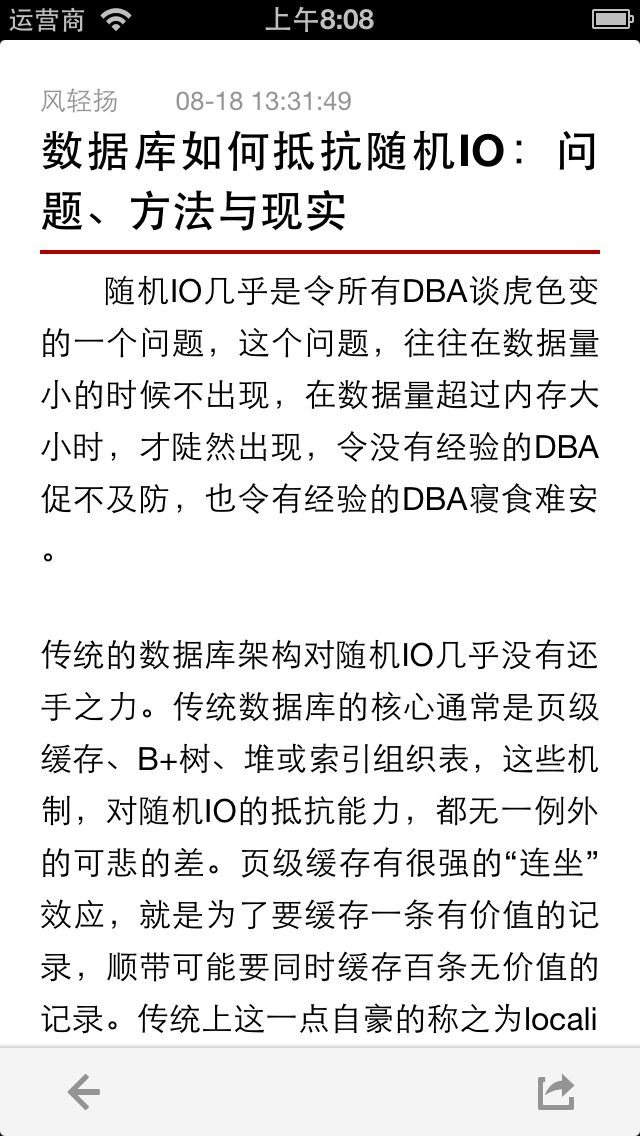 运营商 上午8:08
风轻扬 08-18 13:31:49
数据库如何抵抗随机IO：问
题、方法与现实
随机IO几乎是令所有DBA谈虎色变
的一个问题，这个问题，往往在数据量
小的时候不出现，在数据量超过内存大
小时，才陡然出现，令没有经验的DBA
促不及防，也令有经验的DBA寝食难安
。
传统的数据库架构对随机IO几乎没有还
手之力。传统数据库的核心通常是页级
缓存、B+树、堆或索引组织表，这些机
制，对随机IO的抵抗能力，都无一例外
的可悲的差。页级缓存有很强的“连坐”
效应，就是为了要缓存一条有价值的记
录，顺带可能要同时缓存百条无价值的
记录。传统上这一点自豪的称之为locali